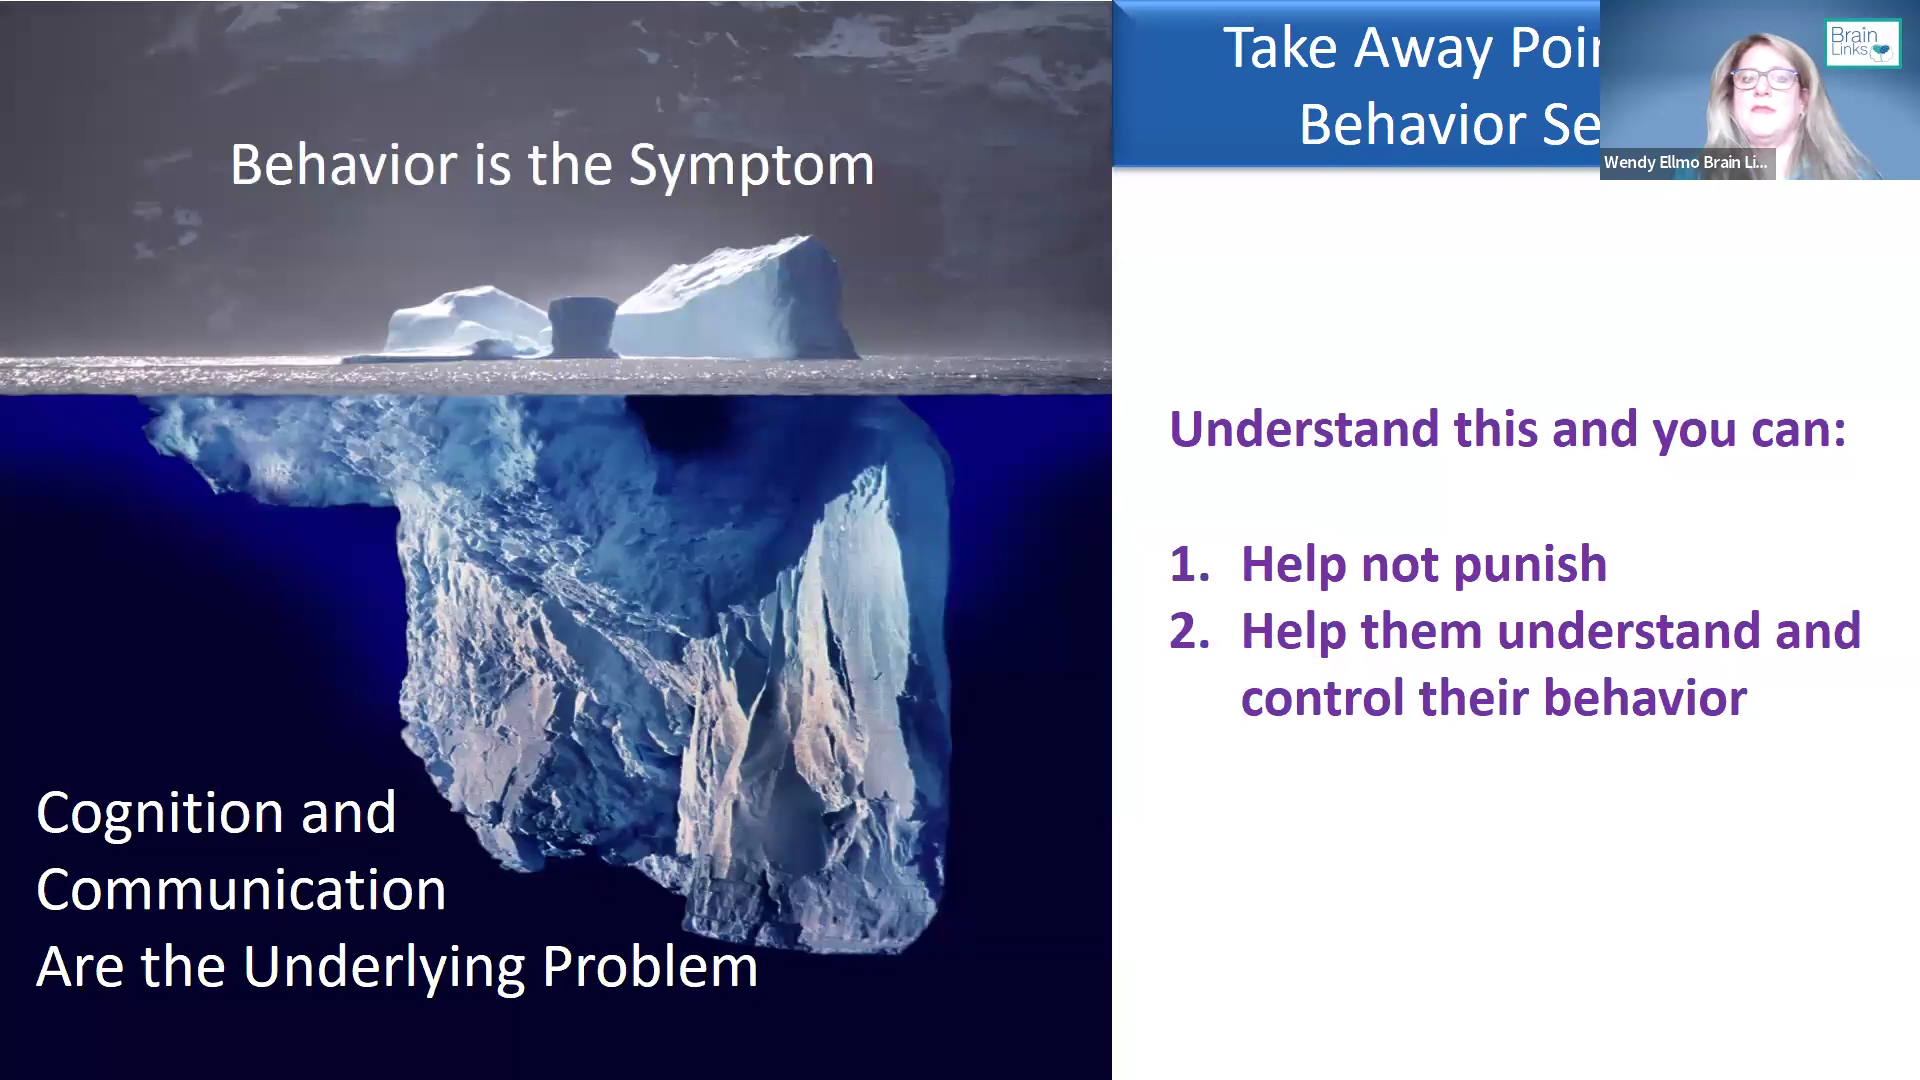 Behavior is the Symptom
Cognition and
Communication
Are the Underlying Problem
Take Away Poin
Behavior Se
Brain
Links
Wendy Ellmo Brain Li...
Understand this and you can:
1. Help not punish
2. Help them understand and
control their behavior